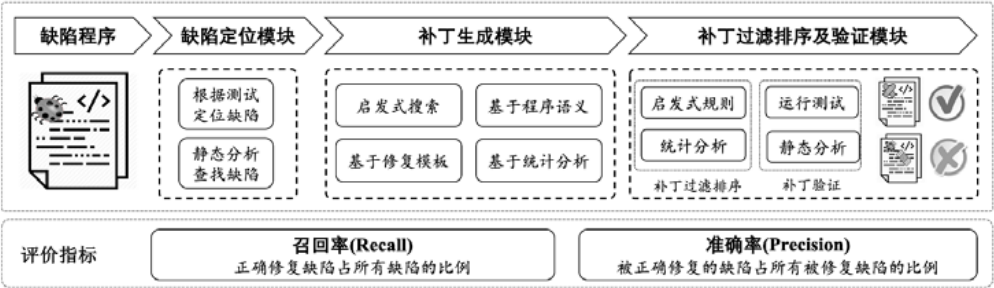 缺陷程序
缺陷定位模块
补丁生成模块
补丁过滤排序及验证模块
</>
根据测试
定位缺陷
静态分析
查找缺陷
启发式搜索
基于程序语义
基于修复模板
基于统计分析
启发式规则
统计分析
补丁过滤排序
运行测试
静态分析
补丁验证
</>
</>
评价指标
召回率(Recall)
正确修复缺陷占所有缺陷的比例
准确率(Precision)
被正确修复的缺陷占所有被修复缺陷的比例